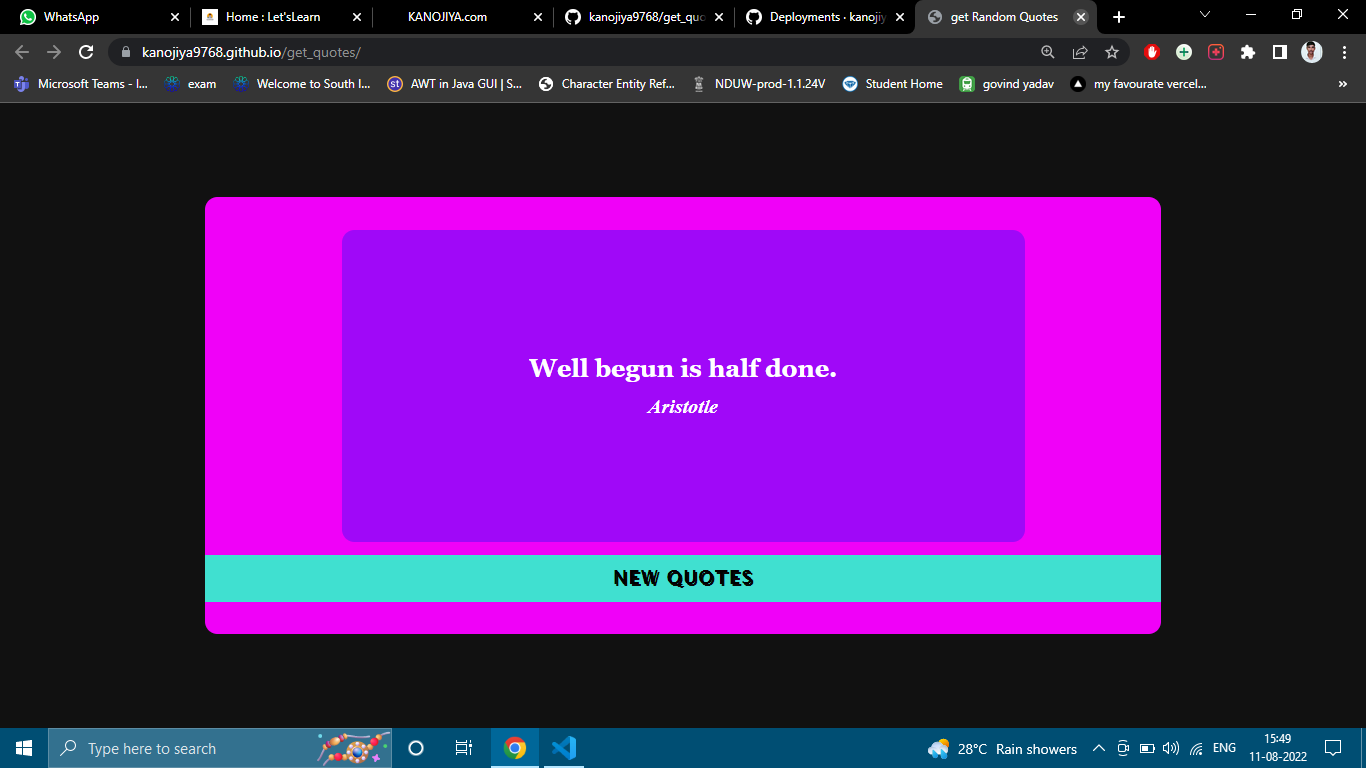 WhatsApp
Home : Let'sLearn
KANOJIYA.com
kanojiya9768/get_quo
Deployments · kanojiy
get Random Quotes
kanojiya9768.github.io/get_quotes/
Microsoft Teams - I...
exam
Welcome to South I...
AWT in Java GUI | S...
Character Entity Ref...
NDUW-prod-1.1.24V
Student Home
govind yadav
my favourate vercel...
»
Well begun is half done.
Aristotle
NEW QUOTES
Type here to search
28°C Rain showers
ENG
15:49
11-08-2022